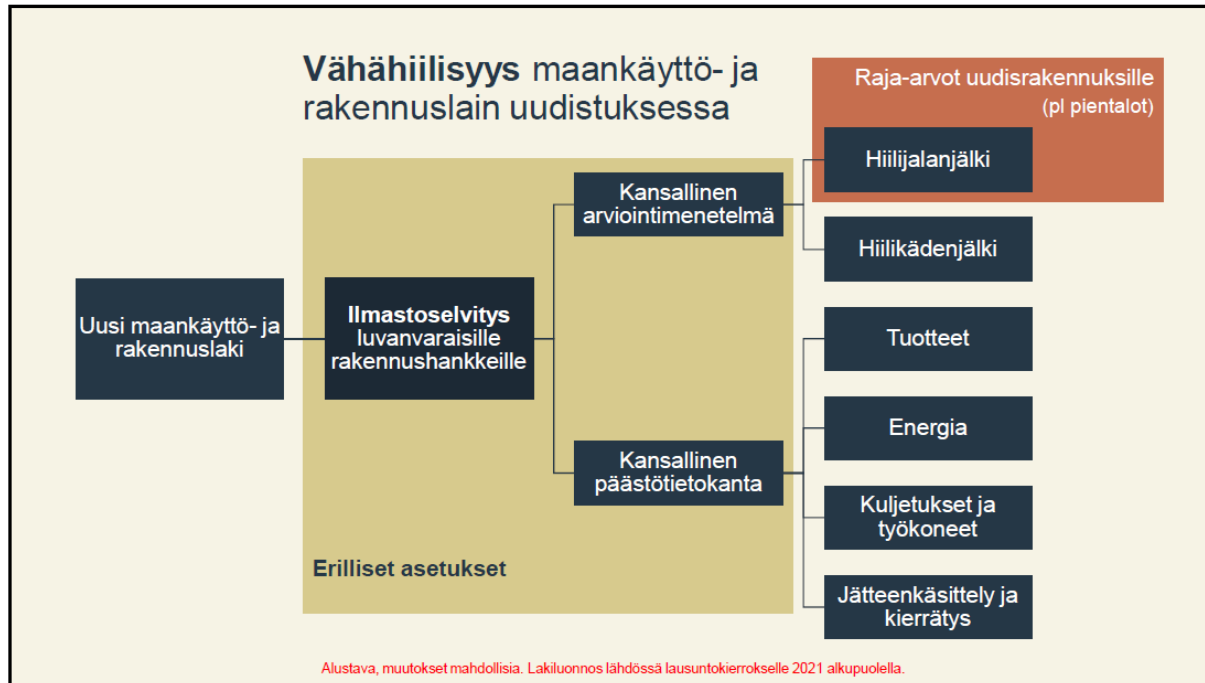 Vähähiilisyys maankäyttö- ja
rakennuslain uudistuksessa
Raja-arvot uudisrakennuksille
(pl pientalot)
Uusi maankäyttö- ja
rakennuslaki
Ilmastoselvitys
luvanvaraisille
rakennushankkeille
Kansallinen
arviointimenetelmä
Hiilijalanjälki
Hiilikädenjälki
Kansallinen
päästötietokanta
Tuotteet
Energia
Kuljetukset ja
työkoneet
Jätteenkäsittely ja
kierrätys
Erilliset asetukset
Alustava, muutokset mahdollisia. Lakiluonnos lähdössä lausuntokierrokselle 2021 alkupuolella.